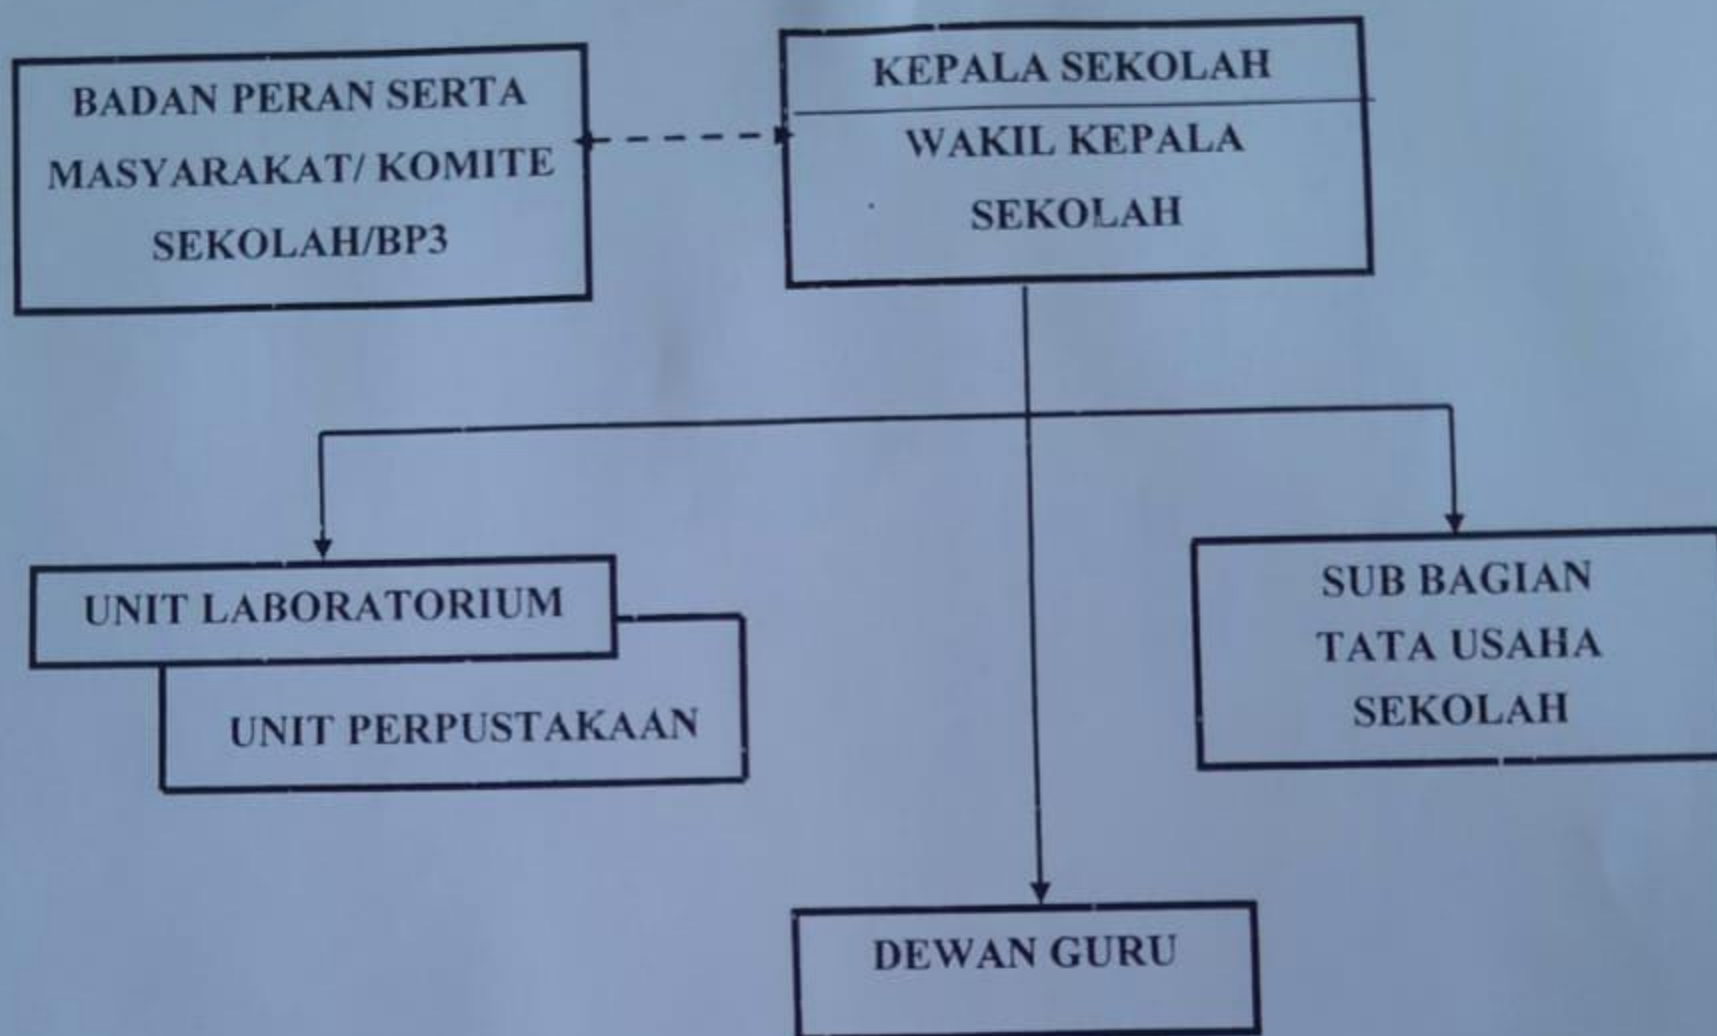 BADAN PERAN SERTA
MASYARAKAT/ KOMITE
SEKOLAH/BP3
KEPALA SEKOLAH
WAKIL KEPALA
SEKOLAH
UNIT LABORATORIUM
UNIT PERPUSTAKAAN
SUB BAGIAN
TATA USAHA
SEKOLAH
DEWAN GURU